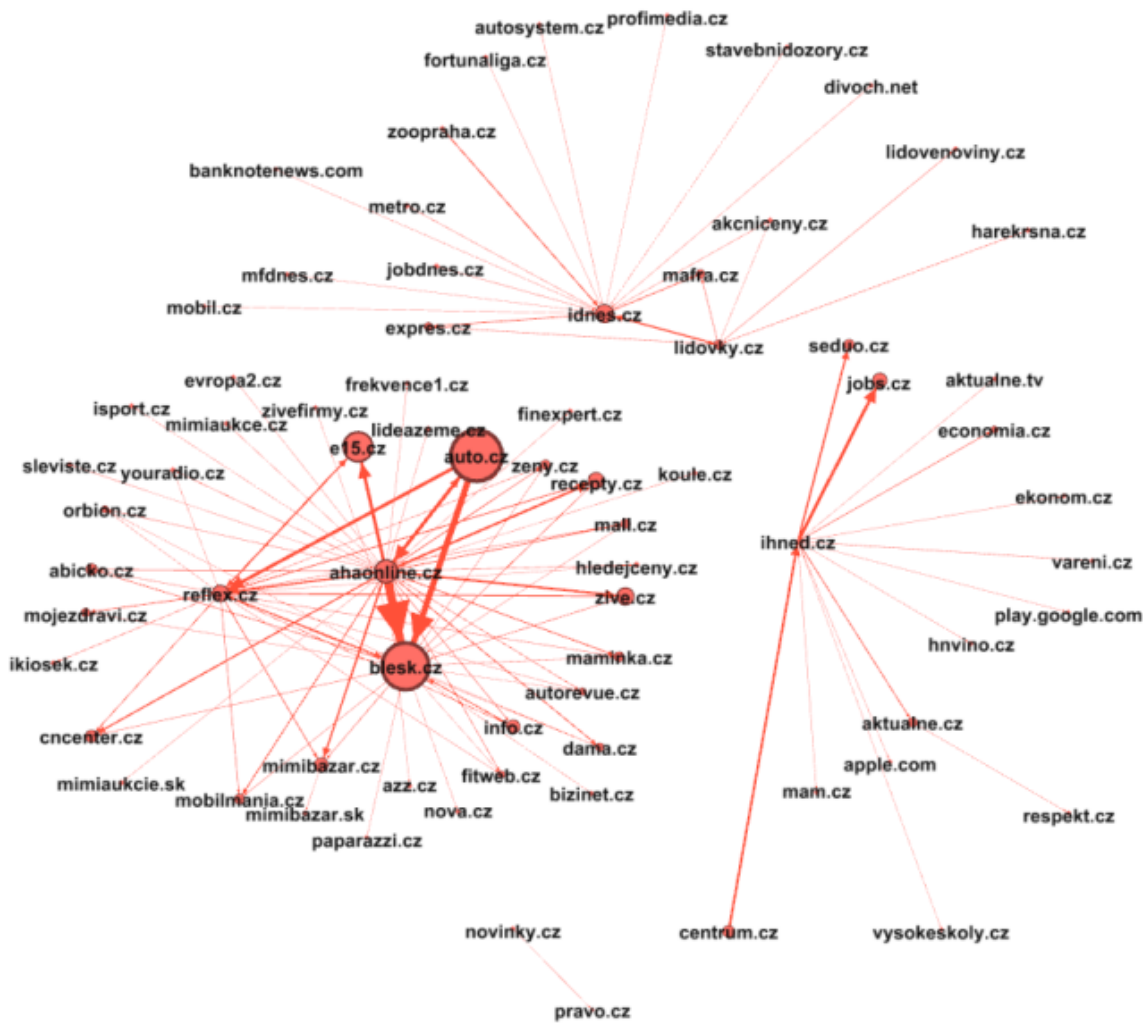 profimedia.cz
autosystem.cz
stavebnidozory.cz
fortunaliga.cz
divoch.net
zoopraha.cz
lidovenoviny.cz
banknotenews.com
metro.cz
akcniceny.cz
harekrsna.cz
jobdnes.cz
mafra.cz
mfdnes.cz
mobil.cz
idnes.cz
expres.cz
lidovky.cz
seduo.cz
evropa2.cz
frekvence1.cz
jobs.cz
aktualne.tv
isport.cz
zivefirmy.cz
finexpert.cz
mimiaukce.cz
lideazeme.cz
economia.cz
e15.cz
auto.cz
sleviste.cz
youradio.cz
zeny.cz
koule.cz
recepty.cz
ekonom.cz
orbion.cz
mall.cz
ihned.cz
abicko.cz
ahaonline.cz
hledejceny.cz
vareni.cz
reflex.cz
zive.cz
mojezdravi.cz
play.google.com
hnvino.cz
ikiosek.cz
blesk.cz
maminka.cz
autorevue.cz
aktualne.cz
cncenter.cz
info.cz
dama.cz
mimibazar.cz
apple.com
mimiaukcie.sk
azz.cz
fitweb.cz
mam.cz
mobilmania.cz
bizinet.cz
mimibazar.sk
nova.cz
respekt.cz
paparazzi.cz
novinky.cz
centrum.cz
vysokeskoly.cz
pravo.cz